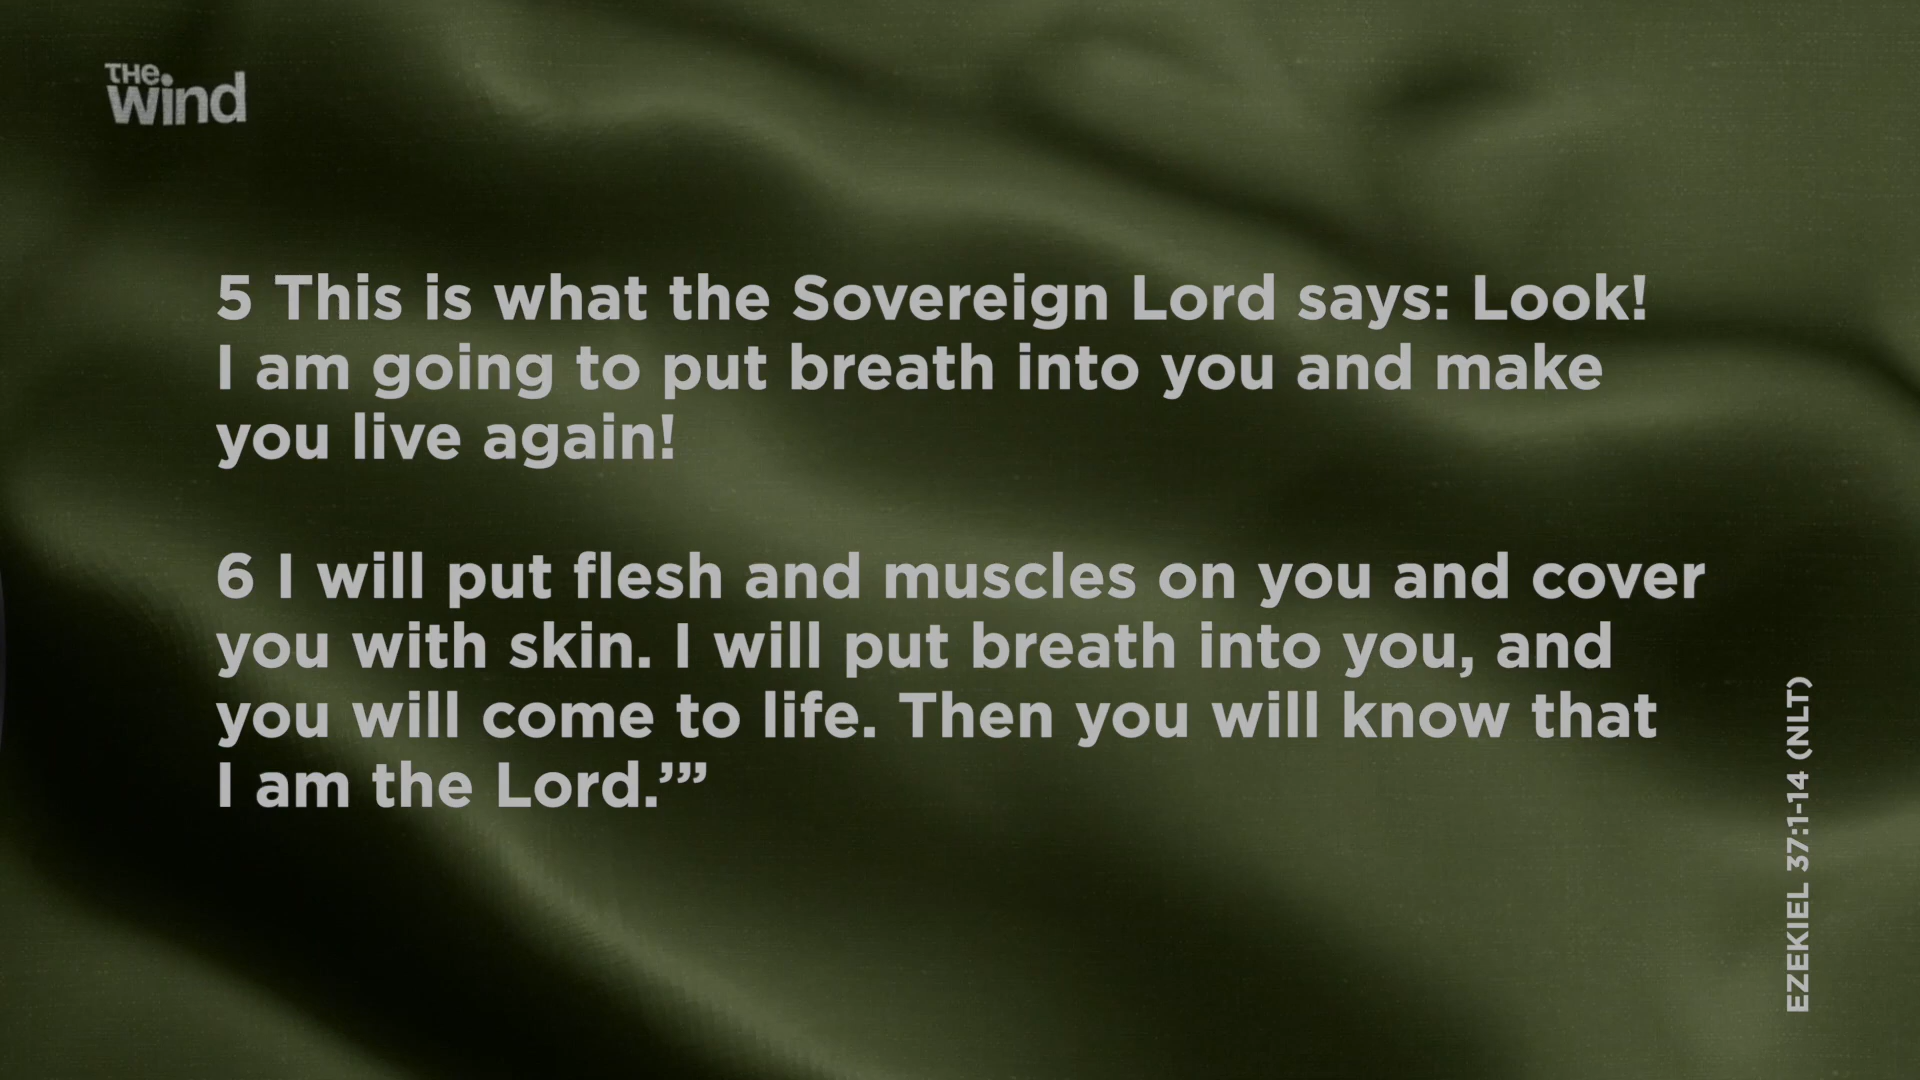 THE
wind
5 This is what the Sovereign Lord says: Look!
I am going to put breath into you and make
you live again!
6 I will put flesh and muscles on you and cover
you with skin. I will put breath into you, and
you will come to life. Then you will know that
I am the Lord.’”
EZEKIEL 37:1-14 (NLT)